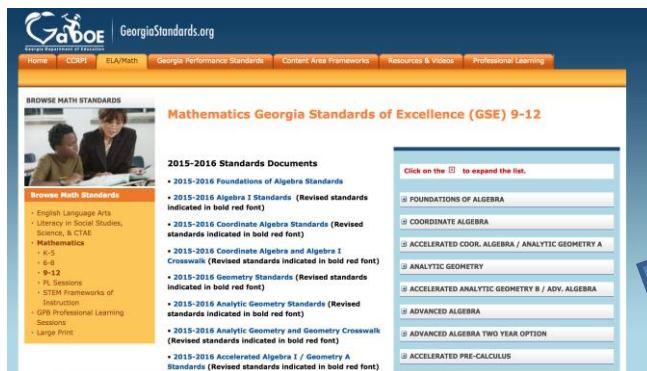 GaDOE
Georgia Department of Education
GeorgiaStandards.org
Home
CCRPI
ELA/Math
Georgia Performance Standards
Content Area Frameworks
Resources & Videos
Professional Learning
BROWSE MATH STANDARDS
Browse Math Standards
• English Language Arts
• Literacy in Social Studies,
Science, & CTAE
• Mathematics
• K-5
• 6-8
• 9-12
• PL Sessions
• STEM Frameworks of
Instruction
• GPB Professional Learning
Sessions
• Large Print
Mathematics Georgia Standards of Excellence (GSE) 9-12
2015-2016 Standards Documents
• 2015-2016 Foundations of Algebra Standards
• 2015-2016 Algebra I Standards (Revised standards
indicated in bold red font)
• 2015-2016 Coordinate Algebra Standards (Revised
standards indicated in bold red font)
• 2015-2016 Coordinate Algebra and Algebra I
Crosswalk (Revised standards indicated in bold red font)
• 2015-2016 Geometry Standards (Revised standards
indicated in bold red font)
• 2015-2016 Analytic Geometry Standards (Revised
standards indicated in bold red font)
• 2015-2016 Analytic Geometry and Geometry Crosswalk
(Revised standards indicated in bold red font)
• 2015-2016 Accelerated Algebra I / Geometry A
Standards (Revised standards indicated in bold red font)
Click on the to expand the list.
FOUNDATIONS OF ALGEBRA
COORDINATE ALGEBRA
ACCELERATED COOR. ALGEBRA / ANALYTIC GEOMETRY A
ANALYTIC GEOMETRY
ACCELERATED ANALYTIC GEOMETRY B / ADV. ALGEBRA
ADVANCED ALGEBRA
ADVANCED ALGEBRA TWO YEAR OPTION
ACCELERATED PRE-CALCULUS